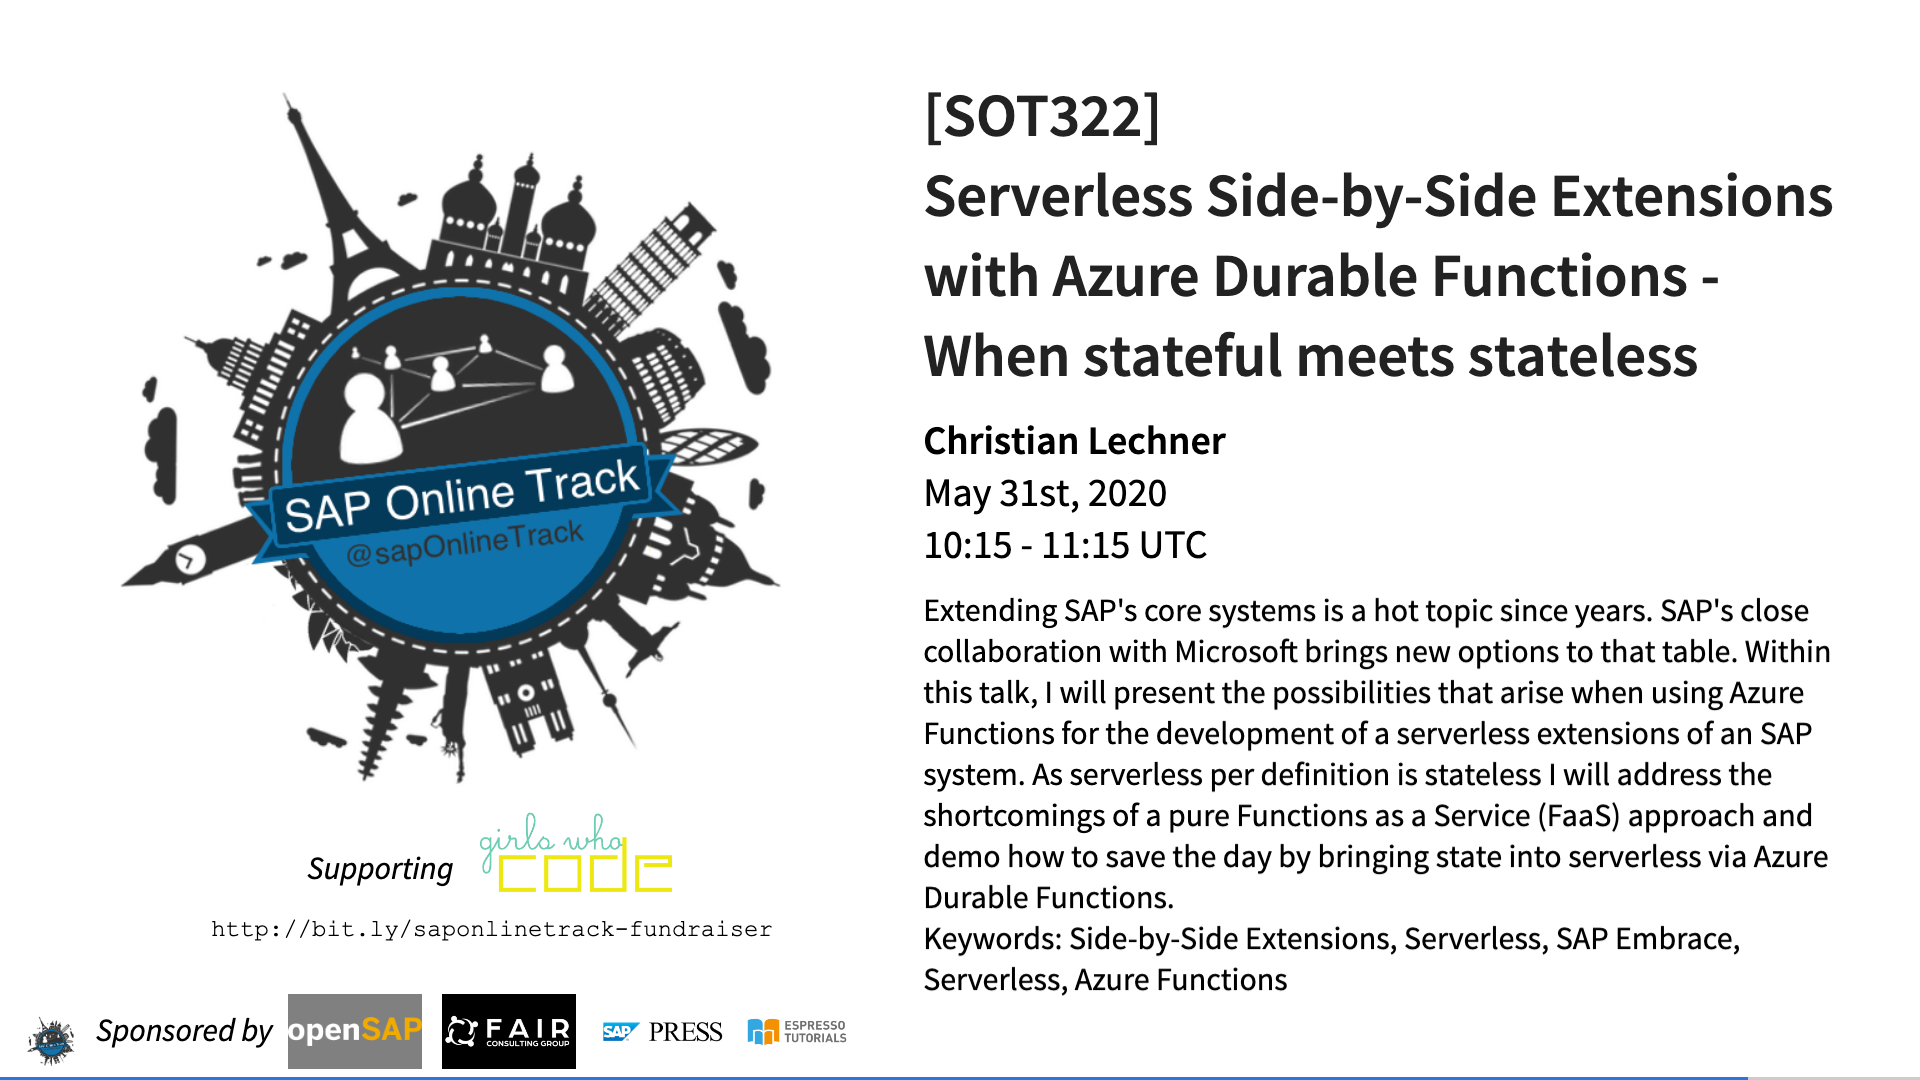 [SOT322]
Serverless Side-by-Side Extensions
with Azure Durable Functions -
When stateful meets stateless
Christian Lechner
May 31st, 2020
10:15 - 11:15 UTC
Extending SAP's core systems is a hot topic since years. SAP's close
collaboration with Microsoft brings new options to that table. Within
this talk, I will present the possibilities that arise when using Azure
Functions for the development of a serverless extensions of an SAP
system. As serverless per definition is stateless I will address the
shortcomings of a pure Functions as a Service (FaaS) approach and
demo how to save the day by bringing state into serverless via Azure
Durable Functions.
Keywords: Side-by-Side Extensions, Serverless, SAP Embrace,
Serverless, Azure Functions
SAP Online Track
@sapOnlineTrack
Supporting
girls who
code
http://bit.ly/saponlinetrack-fundraiser
Sponsored by
openSAP
FAIR
CONSULTING GROUP
SAP PRESS
ESPRESSO
TUTORIALS